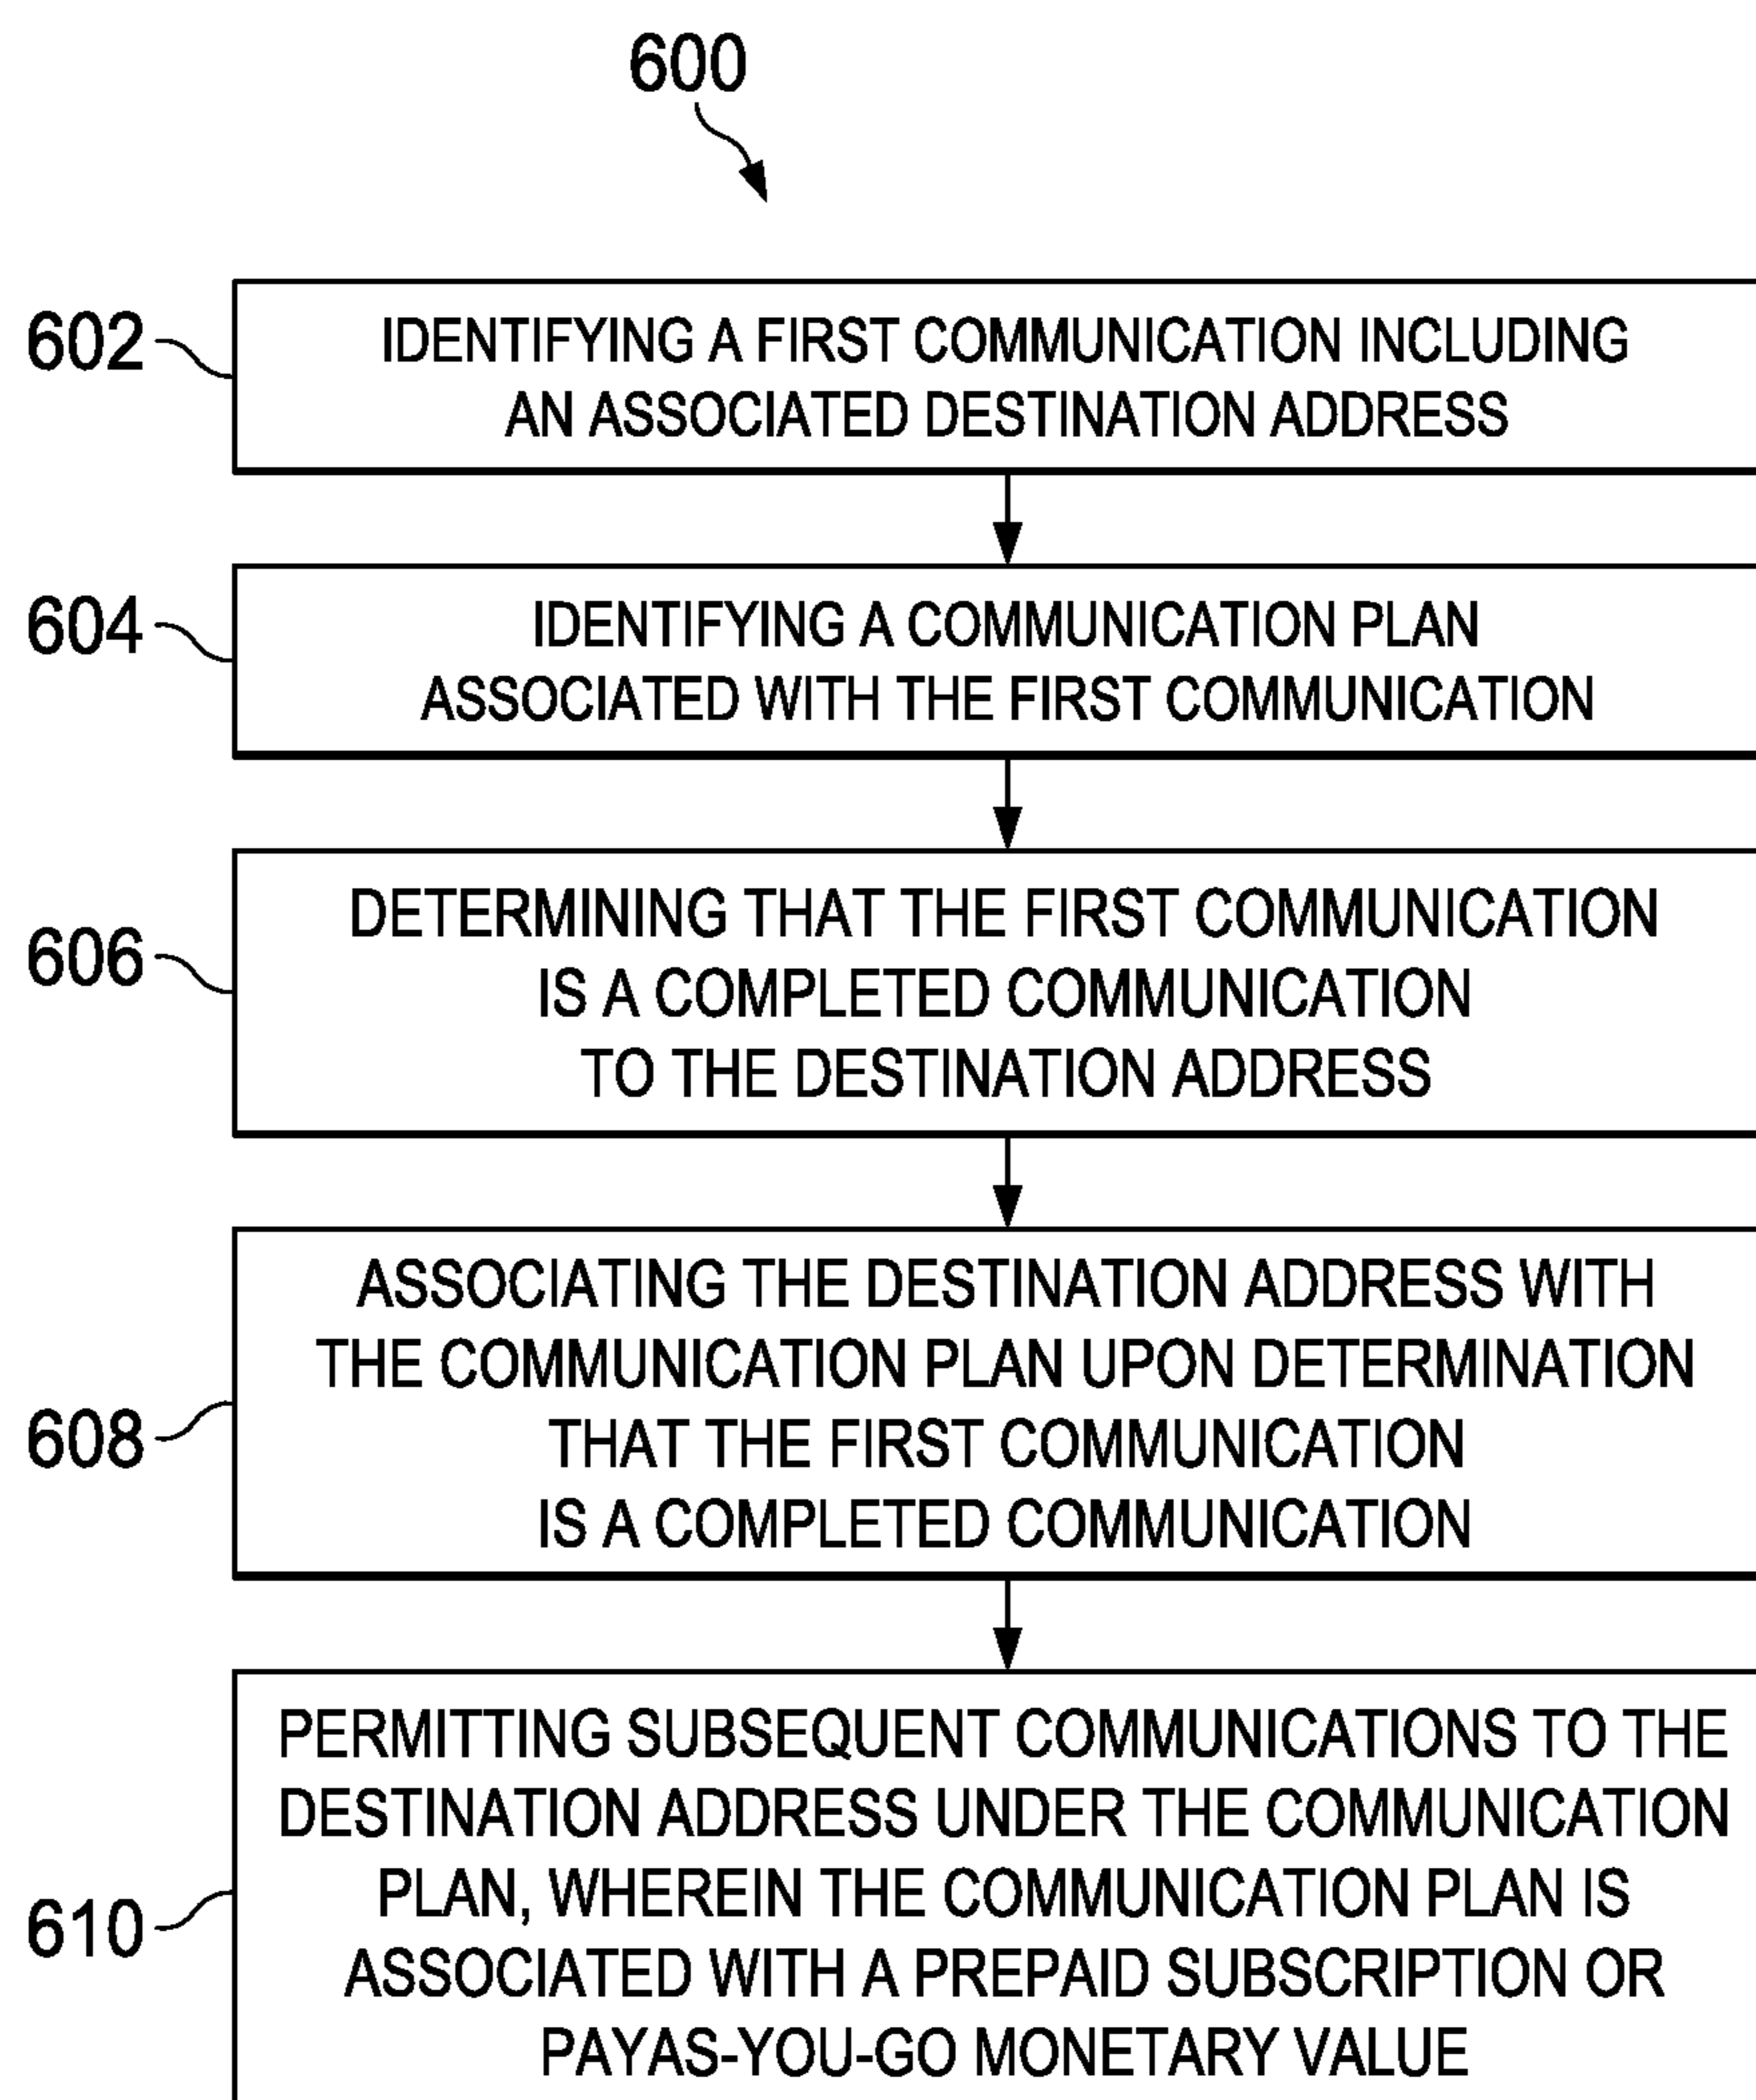 600
602
IDENTIFYING A FIRST COMMUNICATION INCLUDING
AN ASSOCIATED DESTINATION ADDRESS
604
IDENTIFYING A COMMUNICATION PLAN
ASSOCIATED WITH THE FIRST COMMUNICATION
606
DETERMINING THAT THE FIRST COMMUNICATION
IS A COMPLETED COMMUNICATION
TO THE DESTINATION ADDRESS
608
ASSOCIATING THE DESTINATION ADDRESS WITH
THE COMMUNICATION PLAN UPON DETERMINATION
THAT THE FIRST COMMUNICATION
IS A COMPLETED COMMUNICATION
610
PERMITTING SUBSEQUENT COMMUNICATIONS TO THE
DESTINATION ADDRESS UNDER THE COMMUNICATION
PLAN, WHEREIN THE COMMUNICATION PLAN IS
ASSOCIATED WITH A PREPAID SUBSCRIPTION OR
PAYAS-YOU-GO MONETARY VALUE